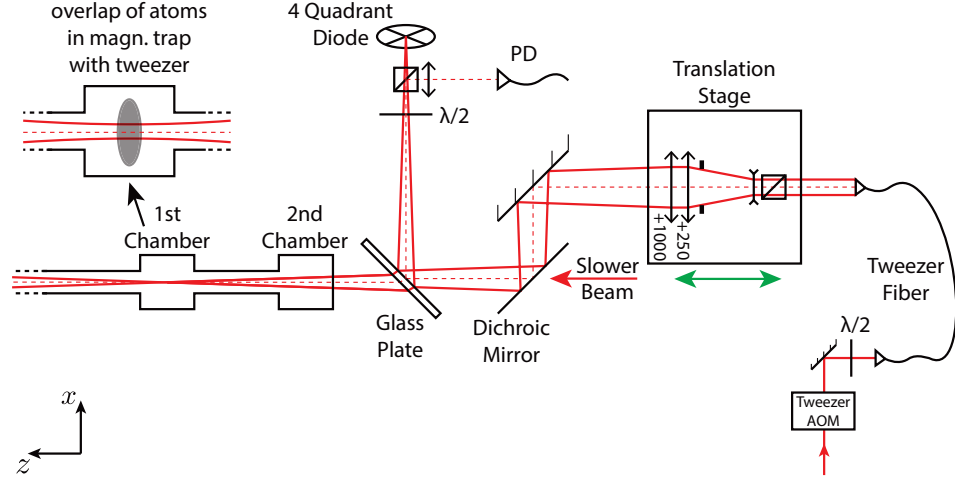 overlap of atoms
in magn. trap
with tweezer
4 Quadrant
Diode
PD
λ/2
Translation
Stage
+1000
+250
1st
Chamber
2nd
Chamber
Glass
Plate
Dichroic
Mirror
Slower
Beam
Tweezer
Fiber
λ/2
Tweezer
AOM
x
z